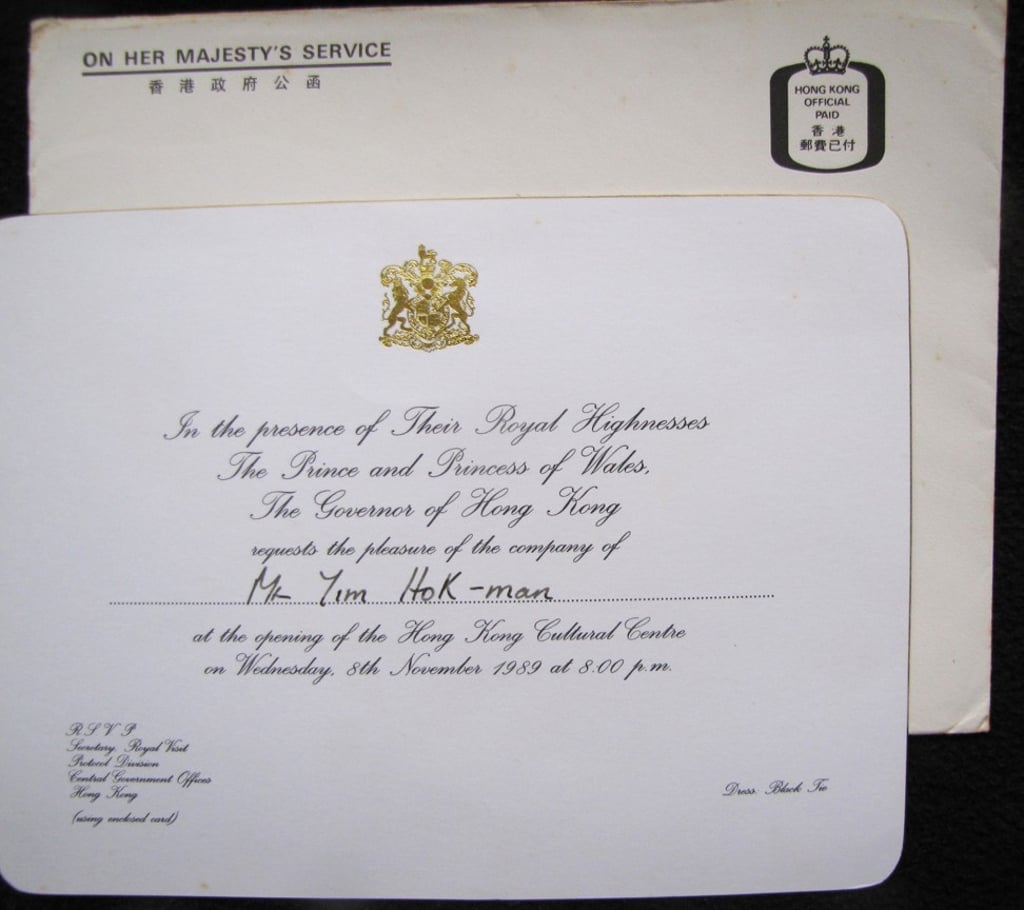 ON HER MAJESTY'S SERVICE
香港政府公函
HONG KONG
OFFICIAL
PAID
香港
郵費已付
In the presence of Their Royal Highnesses
The Prince and Princess of Wales,
The Governor of Hong Kong
requests the pleasure of the company of
Mr Yim Hok-man
at the opening of the Hong Kong Cultural Centre
on Wednesday, 8th November 1989 at 8.00 p.m.
R S V P
Secretary, Royal Visit
Protocol Division
Central Government Offices
Hong Kong
(using enclosed card)
Dress: Black Tie